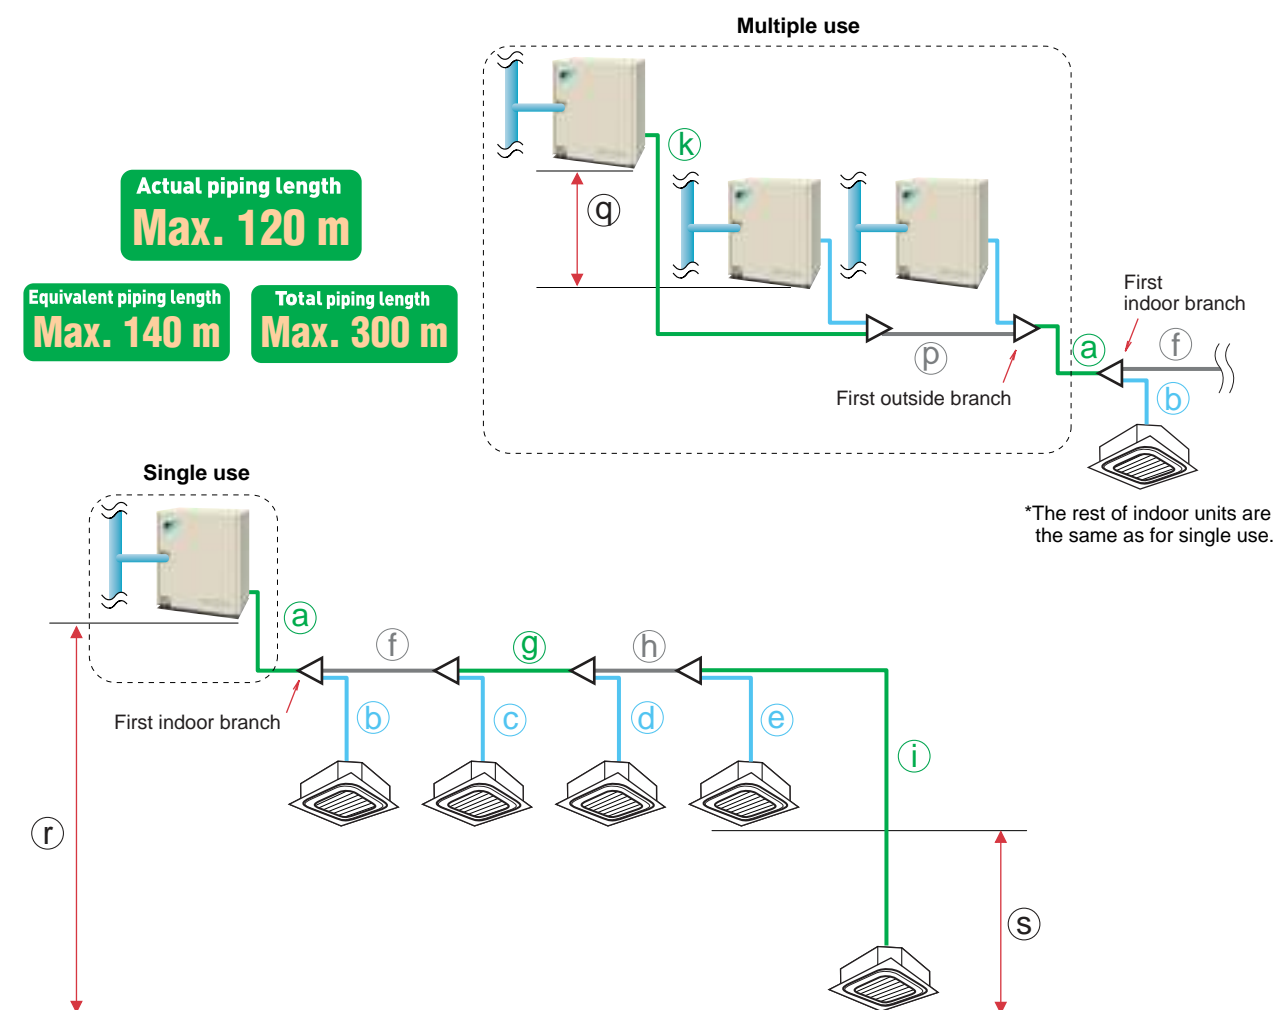 Multiple use
k
Actual piping length
Max. 120 m
q
Equivalent piping length
Max. 140 m
Total piping length
Max. 300 m
First
indoor branch
p
a
f
First outside branch
b
*The rest of indoor units are
the same as for single use.
Single use
a
f
g
h
First indoor branch
b
c
d
e
i
r
s